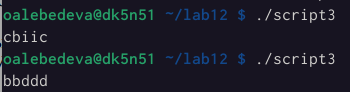 oalebedeva@dk5n51 ~/lab12 $ ./script3
cbiic
oalebedeva@dk5n51 ~/lab12 $ ./script3
bbddd